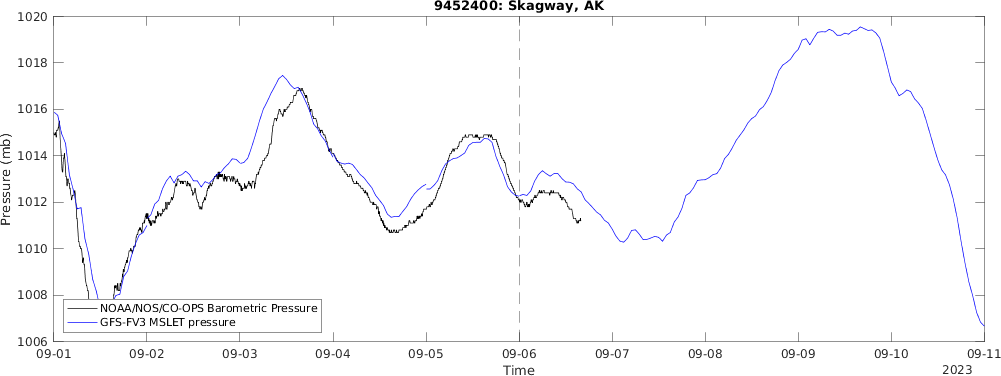 9452400: Skagway, AK
1020
1018
1016
1014
1012
1010
1008
1006
Pressure (mb)
NOAA/NOS/CO-OPS Barometric Pressure
GFS-FV3 MSLET pressure
09-01 09-02 09-03 09-04 09-05 09-06 09-07 09-08 09-09 09-10 09-11
Time
2023